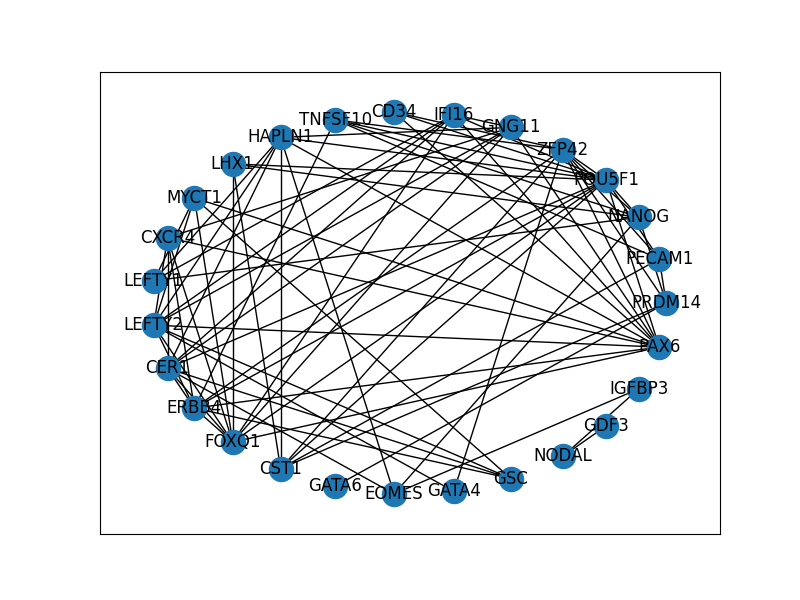 CD34
IFI16
TNFSF10
GNG11
HAPLN1
ZFP42
LHX1
POU5F1
MYCT1
NANOG
CXCR4
PECAM1
LEFTY1
PRDM14
LEFTY2
PAX6
CER1
IGFBP3
ERBB4
GDF3
FOXQ1
NODAL
CST1
GSC
GATA6
EOMES
GATA4